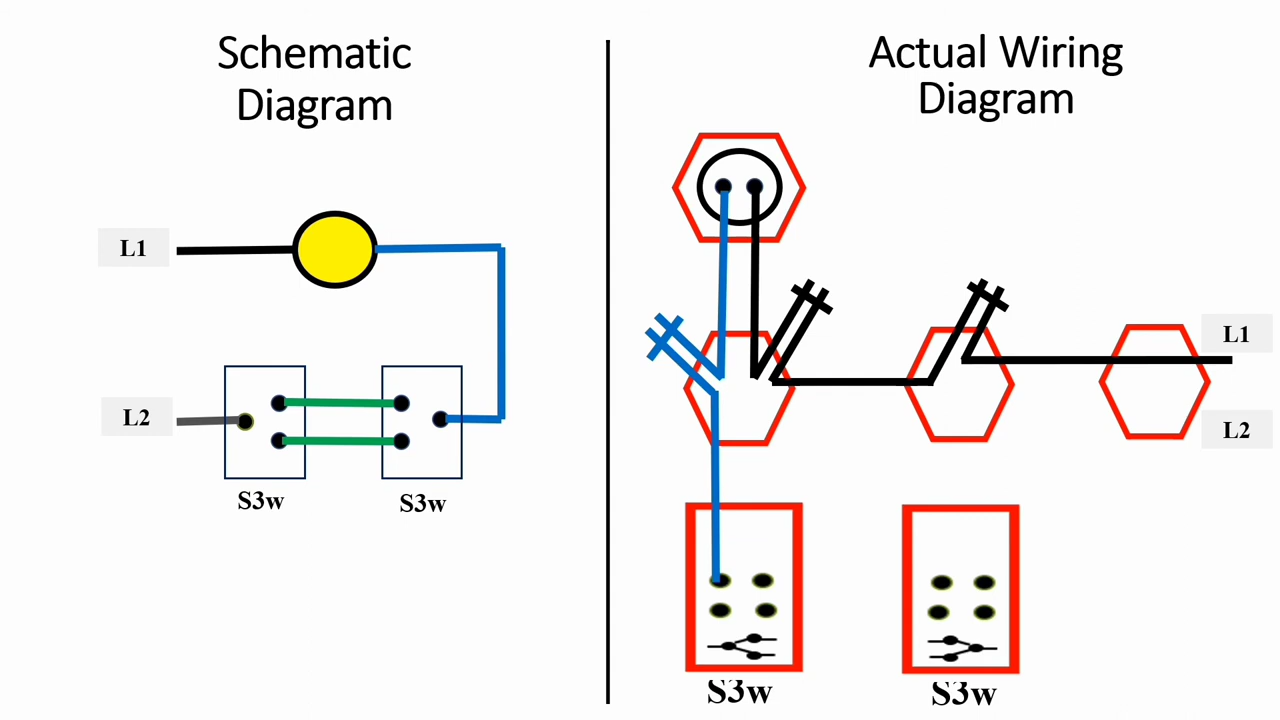 Schematic
Diagram
L1
L2
S3w
S3w
Actual Wiring
Diagram
L1
L2
S3w
S3w